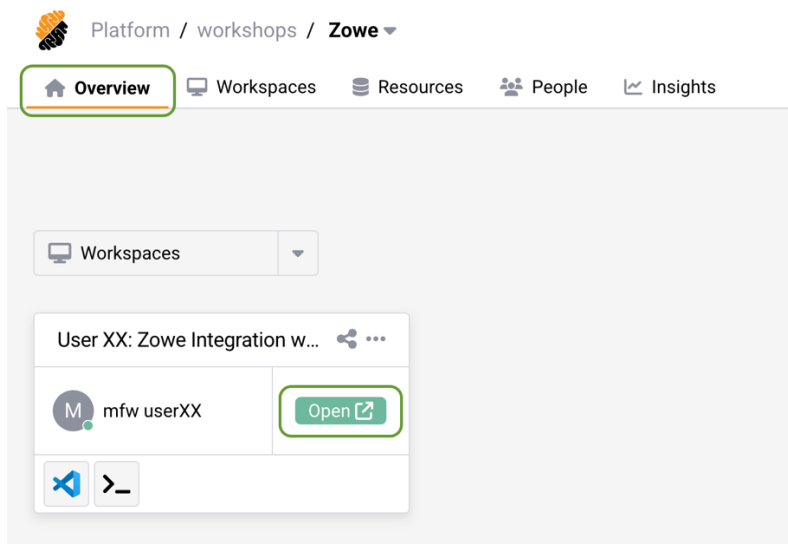 Platform / workshops / Zowe
Overview Workspaces Resources People Insights
Workspaces
User XX: Zowe Integration w...
M mfw userXX Open